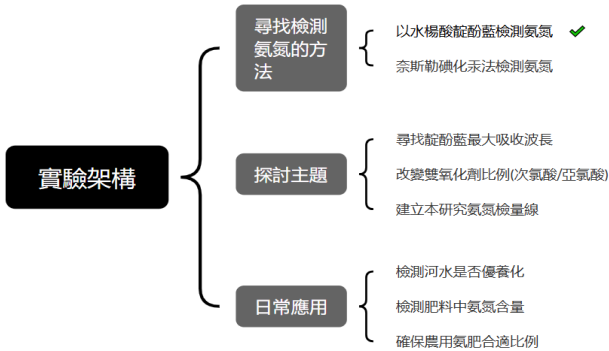 實驗架構
尋找檢測
氨氮的方
法
以水楊酸靛酚藍檢測氨氮
奈斯勒碘化汞法檢測氨氮
探討主題
尋找靛酚藍最大吸收波長
改變雙氧化劑比例(次氯酸/亞氯酸)
建立本研究氨氮檢量線
日常應用
檢測河水是否優養化
檢測肥料中氨氮含量
確保農用氨肥合適比例